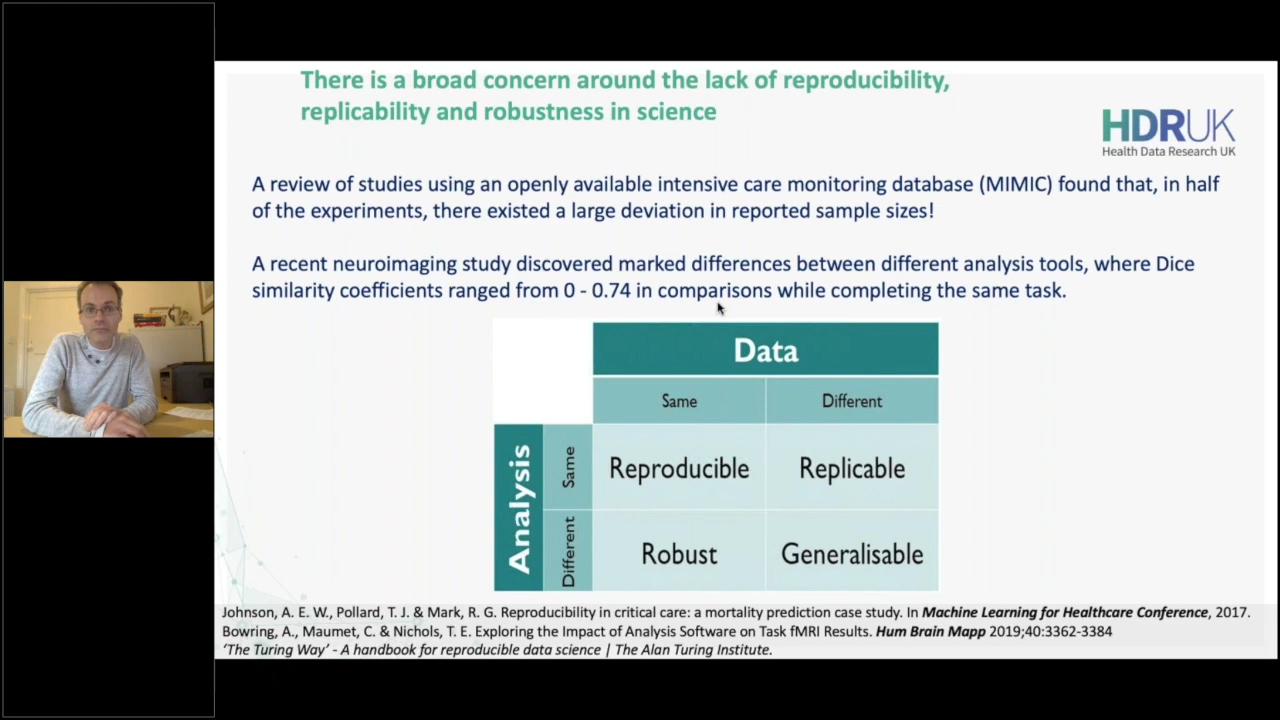 There is a broad concern around the lack of reproducibility,
replicability and robustness in science
HDRUK
Health Data Research UK
A review of studies using an openly available intensive care monitoring database (MIMIC) found that, in half
of the experiments, there existed a large deviation in reported sample sizes!
A recent neuroimaging study discovered marked differences between different analysis tools, where Dice
similarity coefficients ranged from 0 - 0.74 in comparisons while completing the same task.
Data
Same
Different
Analysis
Same
Reproducible
Replicable
Different
Robust
Generalisable
Johnson, A. E. W., Pollard, T. J. & Mark, R. G. Reproducibility in critical care: a mortality prediction case study. In Machine Learning for Healthcare Conference, 2017.
Bowring, A., Maumet, C. & Nichols, T. E. Exploring the Impact of Analysis Software on Task fMRI Results. Hum Brain Mapp 2019;40:3362-3384
‘The Turing Way’ - A handbook for reproducible data science | The Alan Turing Institute.